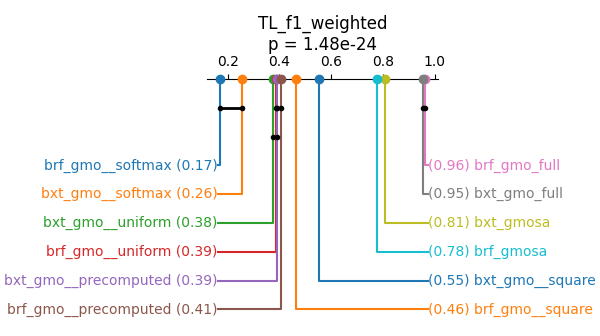 TL_f1_weighted
p = 1.48e-24
0.2 0.4 0.6 0.8 1.0
brf_gmo__softmax (0.17) (0.96) brf_gmo_full
bxt_gmo__softmax (0.26) (0.95) bxt_gmo_full
bxt_gmo__uniform (0.38) (0.81) bxt_gmosa
brf_gmo__uniform (0.39) (0.78) brf_gmosa
bxt_gmo__precomputed (0.39) (0.55) bxt_gmo__square
brf_gmo__precomputed (0.41) (0.46) brf_gmo__square